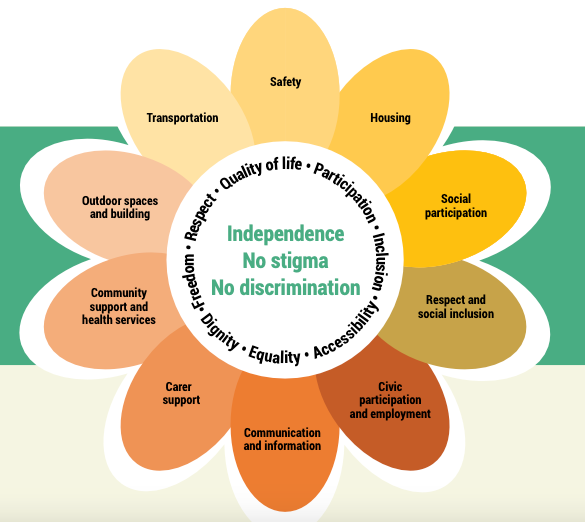 Safety
Housing
Social
participation
Respect and
social inclusion
Civic
participation
and employment
Communication
and information
Carer
support
Community
support and
health services
Outdoor spaces
and building
Transportation
Quality of life • Participation • Inclusion • Accessibility • Equality • Dignity • Freedom • Respect •
Independence
No stigma
No discrimination